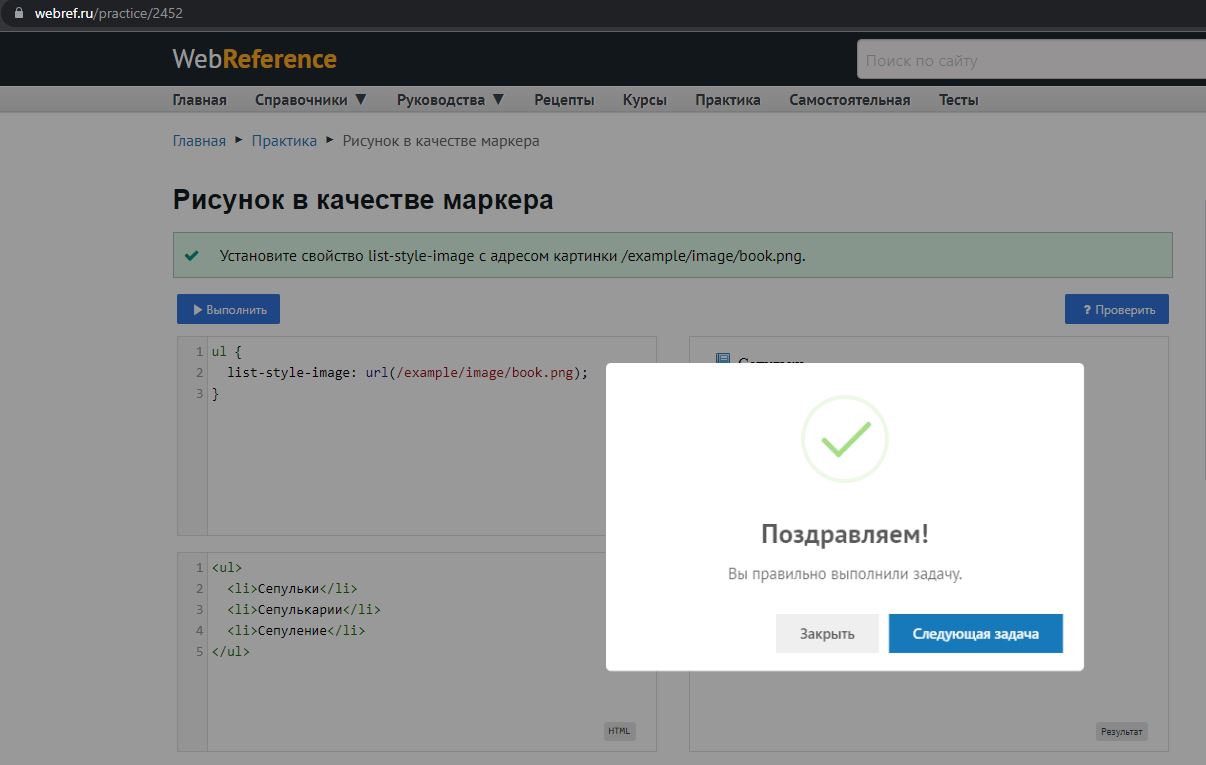 webref.ru/practice/2452
WebReference
Поиск по сайту
Главная Справочники ▼ Руководства ▼ Рецепты Курсы Практика Самостоятельная Тесты
Главная ► Практика ► Рисунок в качестве маркера
Рисунок в качестве маркера
Установите свойство list-style-image с адресом картинки /example/image/book.png.
Выполнить
? Проверить
1 ul {
2 list-style-image: url(/example/image/book.png);
3 }
Поздравляем!
Вы правильно выполнили задачу.
Закрыть
Следующая задача
1 <ul>
2 <li>Сепульки</li>
3 <li>Сепулькарии</li>
4 <li>Сепуление</li>
5 </ul>
HTML
Результат